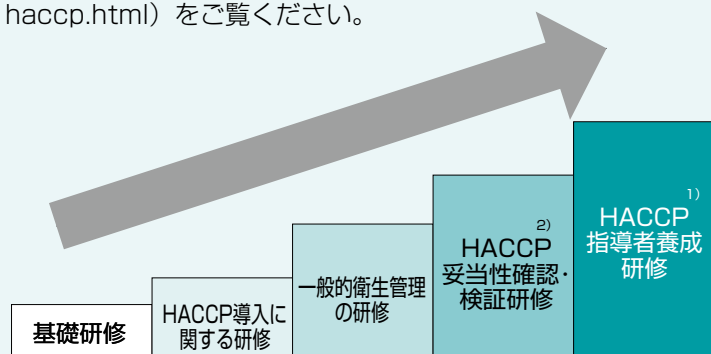 haccp.html）をご覧ください。
基礎研修
HACCP導入に
関する研修
一般的衛生管理
の研修
2)
HACCP
妥当性確認・
検証研修
1)
HACCP
指導者養成
研修